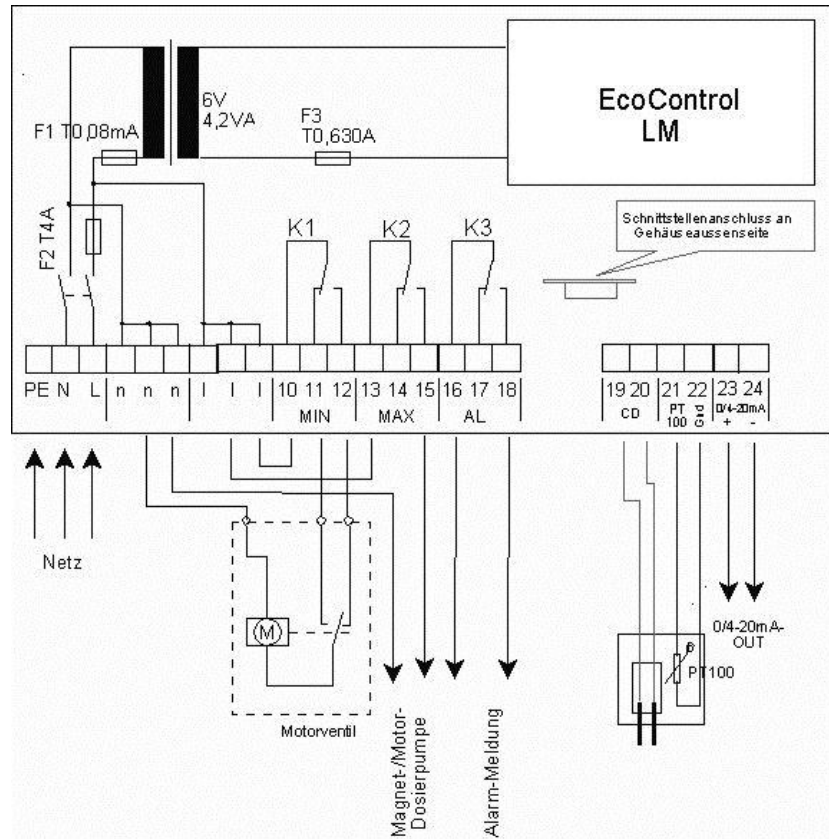 6V
4,2VA
F1 T0,08mA
F3
T0,630A
EcoControl
LM
F2 T4A
K1
K2
K3
Schnittstellenanschluss an
Gehäuseaussenseite
PE N L n n n l l l 10 11 12 13 14 15 16 17 18
MIN MAX AL
19 20 21 22 23 24
CD PT 100 Gnd 0/4-20mA
+ -
Netz
M
Motorventil
Magnet-/Motor-
Dosierpumpe
Alarm-Meldung
ϑ
PT100
0/4-20mA-
OUT